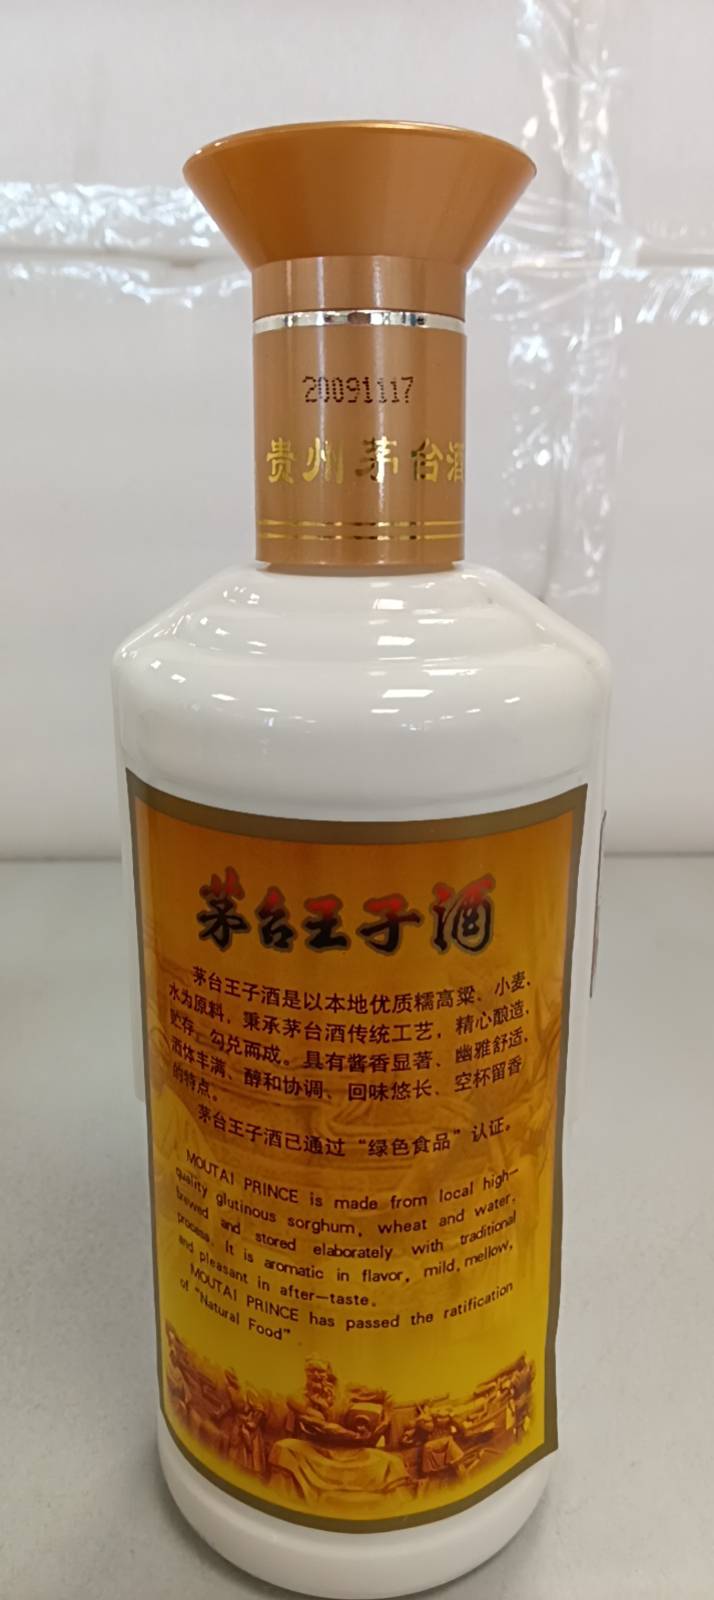 20091117
贵州茅台酒
茅台王子酒
茅台王子酒是以本地优质糯高粱、小麦、
水为原料，秉承茅台酒传统工艺，精心酿造、
贮存，勾兑而成。具有酱香显著、幽雅舒适、
酒体丰满、醇和协调、回味悠长、空杯留香
的特点。
茅台王子酒已通过“绿色食品”认证。
MOUTAI PRINCE is made from local high-
quality glutinous sorghum, wheat and water,
brewed and stored elaborately with traditional
process. It is aromatic in flavor, mild, mellow,
and pleasant in after-taste。
MOUTAI PRINCE has passed the ratification
of "Natural Food"